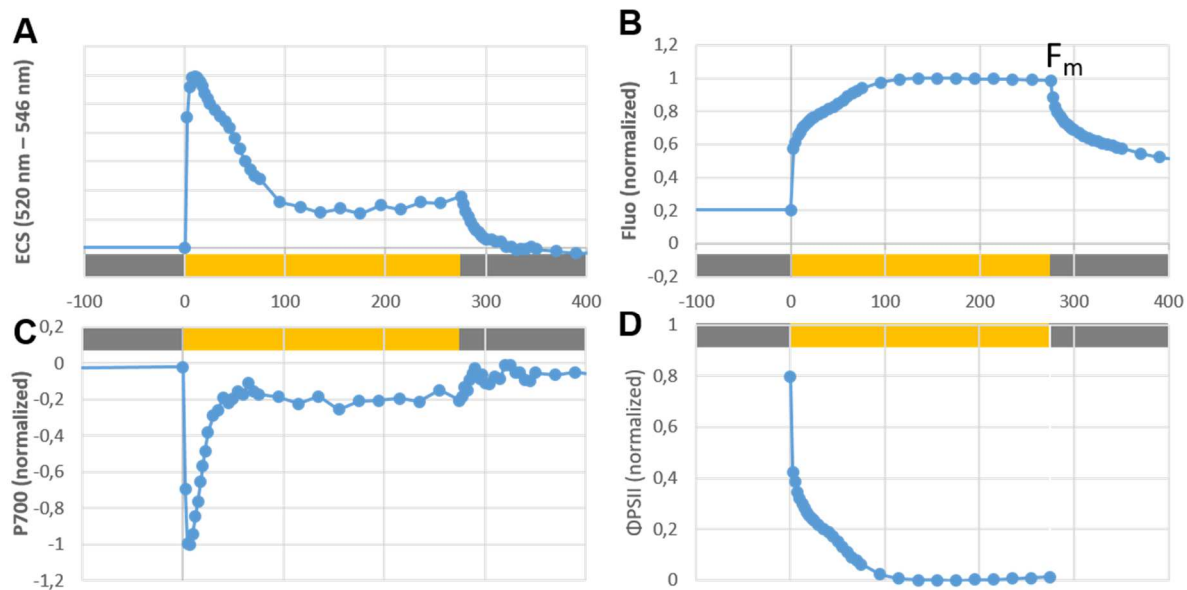 A
ECS (520 nm – 546 nm)
-100 0 100 200 300 400
B
Fluo (normalized)
1,2
1
0,8
0,6
0,4
0,2
0
-0,2
Fm
-100 0 100 200 300 400
C
P700 (normalized)
0,2
0
-0,2
-0,4
-0,6
-0,8
-1
-1,2
D
ΦPSII (normalized)
1
0,8
0,6
0,4
0,2
0